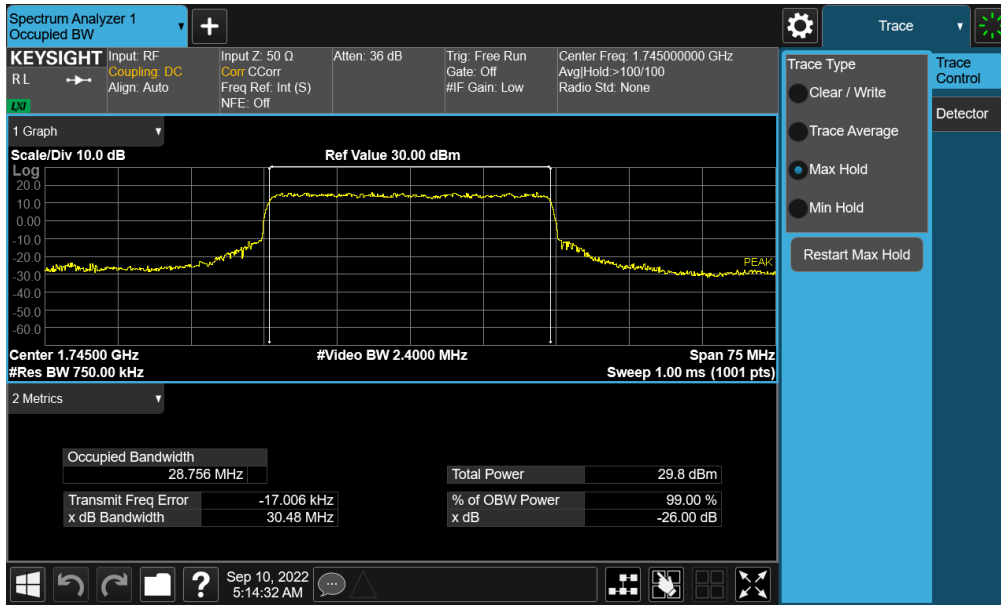 Spectrum Analyzer 1
Occupied BW
+
Trace
KEYSIGHT
R L
LXI
Input: RF
Coupling: DC
Align: Auto
Input Z: 50 Ω
Corr CCorr
Freq Ref: Int (S)
NFE: Off
Atten: 36 dB
Trig: Free Run
Gate: Off
#IF Gain: Low
Center Freq: 1.745000000 GHz
Avg|Hold:>100/100
Radio Std: None
Trace Type
Clear / Write
Trace Average
Max Hold
Min Hold
Restart Max Hold
Trace
Control
Detector
1 Graph
Scale/Div 10.0 dB
Ref Value 30.00 dBm
Log
20.0
10.0
0.00
-10.0
-20.0
-30.0
-40.0
-50.0
-60.0
PEAK
Center 1.74500 GHz
#Video BW 2.4000 MHz
Span 75 MHz
#Res BW 750.00 kHz
Sweep 1.00 ms (1001 pts)
2 Metrics
Occupied Bandwidth
28.756 MHz
Total Power 29.8 dBm
Transmit Freq Error -17.006 kHz
% of OBW Power 99.00 %
x dB Bandwidth 30.48 MHz
x dB -26.00 dB
?
Sep 10, 2022
5:14:32 AM